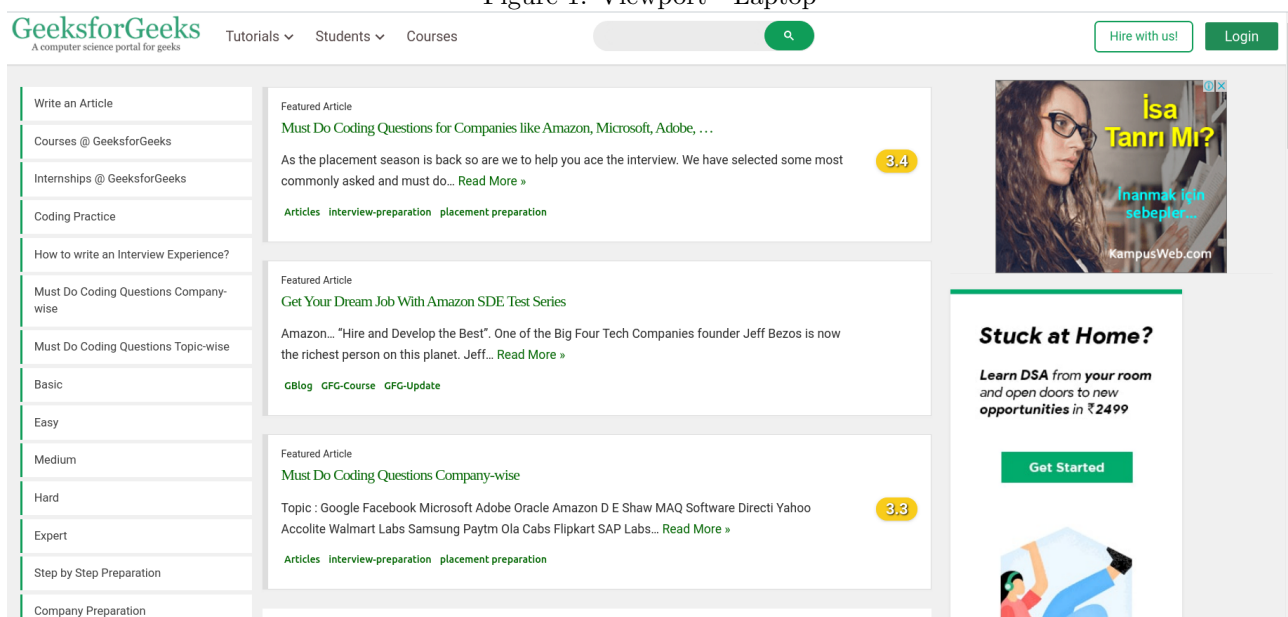 Figure 1: Viewport - Laptop
GeeksforGeeks
A computer science portal for geeks
Tutorials
Students
Courses
Hire with us!
Login
Write an Article
Courses @ GeeksforGeeks
Internships @ GeeksforGeeks
Coding Practice
How to write an Interview Experience?
Must Do Coding Questions Company-
wise
Must Do Coding Questions Topic-wise
Basic
Easy
Medium
Hard
Expert
Step by Step Preparation
Company Preparation
Featured Article
Must Do Coding Questions for Companies like Amazon, Microsoft, Adobe, …
As the placement season is back so are we to help you ace the interview. We have selected some most
commonly asked and must do… Read More »
3.4
Articles interview-preparation placement preparation
Featured Article
Get Your Dream Job With Amazon SDE Test Series
Amazon… “Hire and Develop the Best”. One of the Big Four Tech Companies founder Jeff Bezos is now
the richest person on this planet. Jeff… Read More »
GBlog GFG-Course GFG-Update
Featured Article
Must Do Coding Questions Company-wise
Topic : Google Facebook Microsoft Adobe Oracle Amazon D E Shaw MAQ Software Directi Yahoo
Accolite Walmart Labs Samsung Paytm Ola Cabs Flipkart SAP Labs… Read More »
3.3
Articles interview-preparation placement preparation
İsa
Tanrı Mı?
İnanmak için
sebepler...
KampusWeb.com
Stuck at Home?
Learn DSA from your room
and open doors to new
opportunities in ₹2499
Get Started